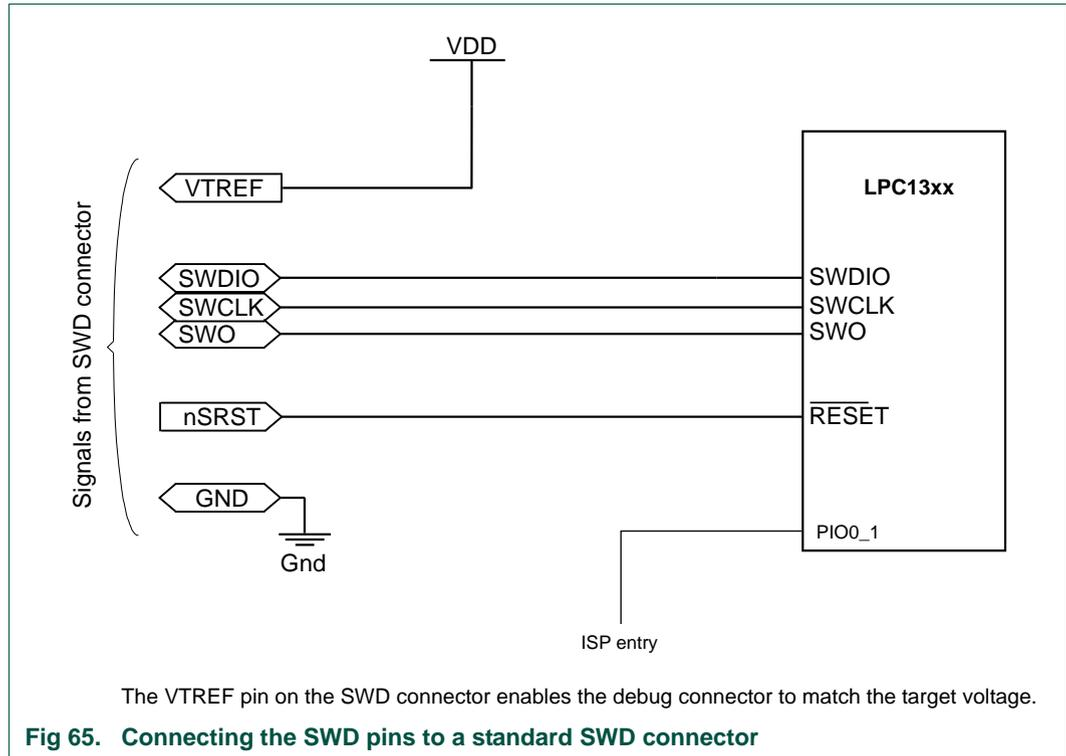 VDD
VTREF
LPC13xx
Signals from SWD connector
SWDIO
SWDIO
SWCLK
SWCLK
SWO
SWO
nSRST
RESET
GND
Gnd
PIO0_1
ISP entry
The VTREF pin on the SWD connector enables the debug connector to match the target voltage.
Fig 65. Connecting the SWD pins to a standard SWD connector